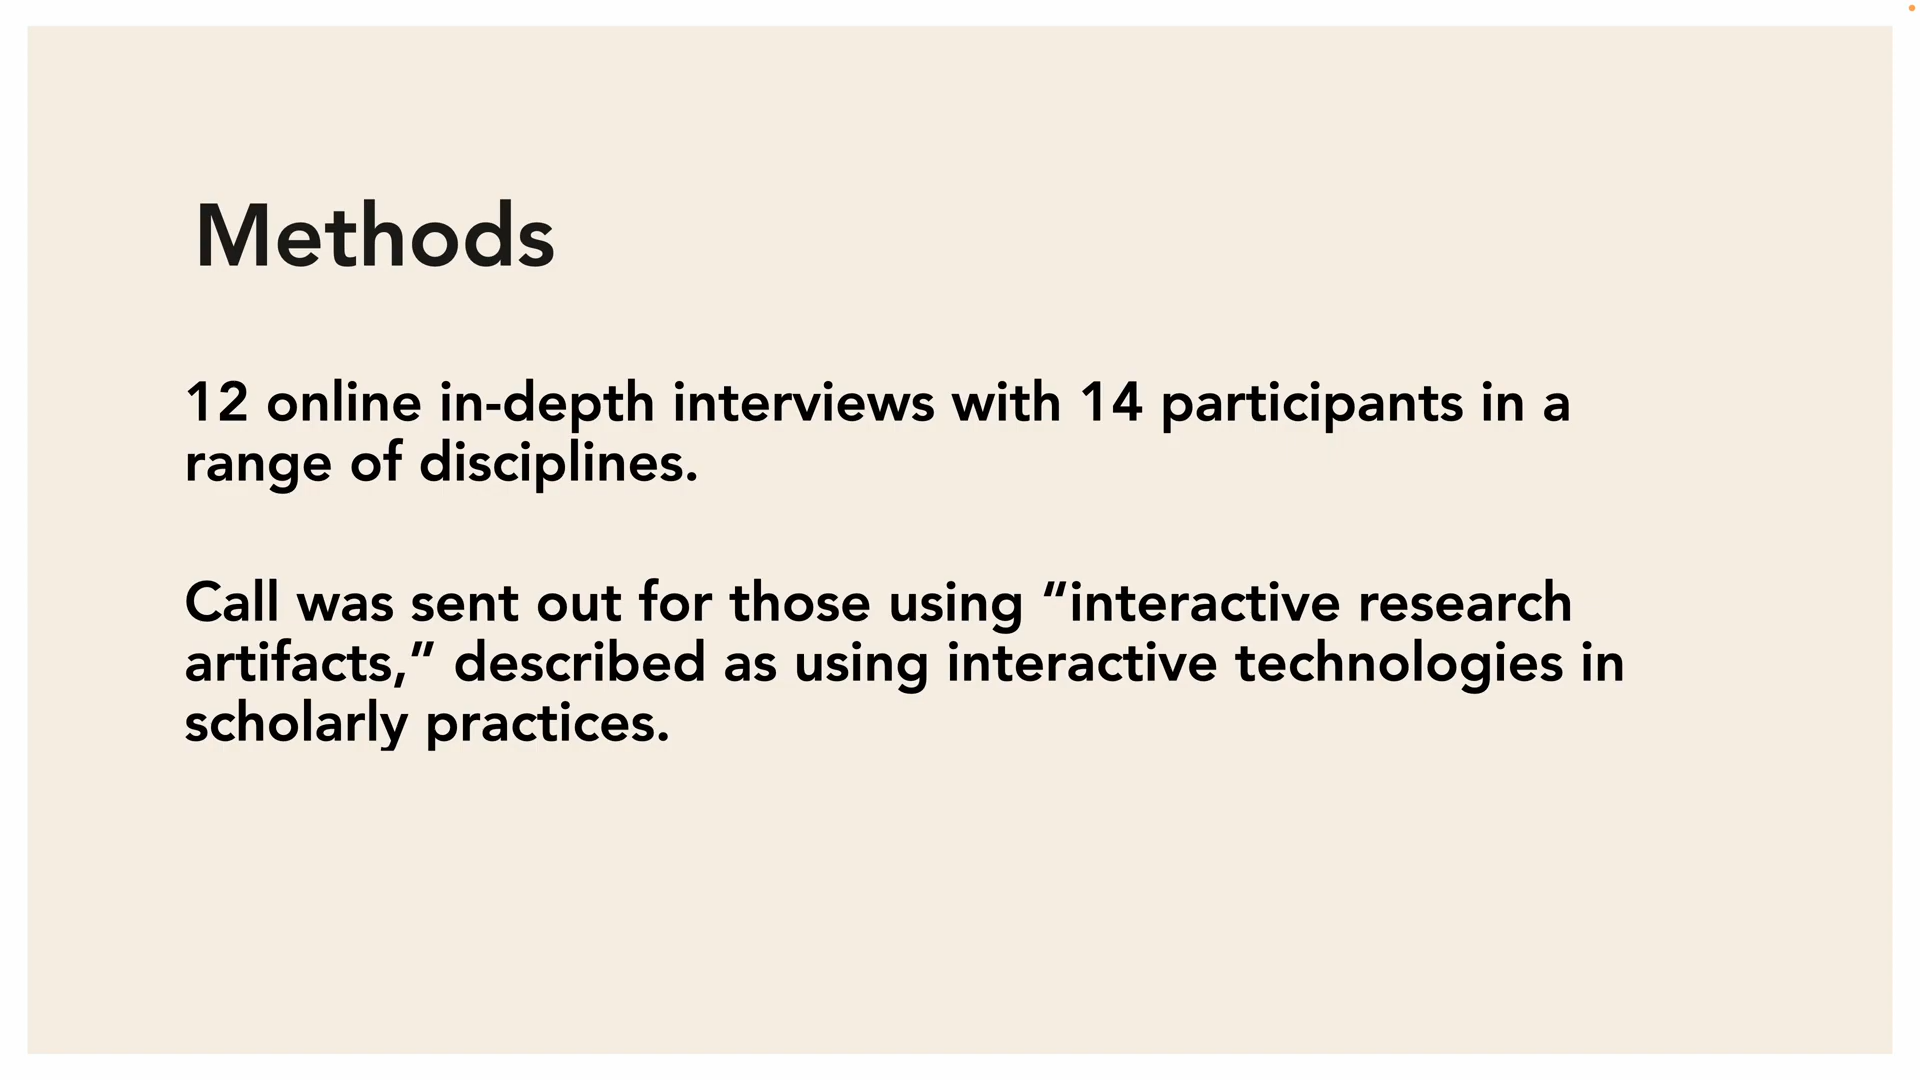 Methods
12 online in-depth interviews with 14 participants in a
range of disciplines.
Call was sent out for those using “interactive research
artifacts,” described as using interactive technologies in
scholarly practices.